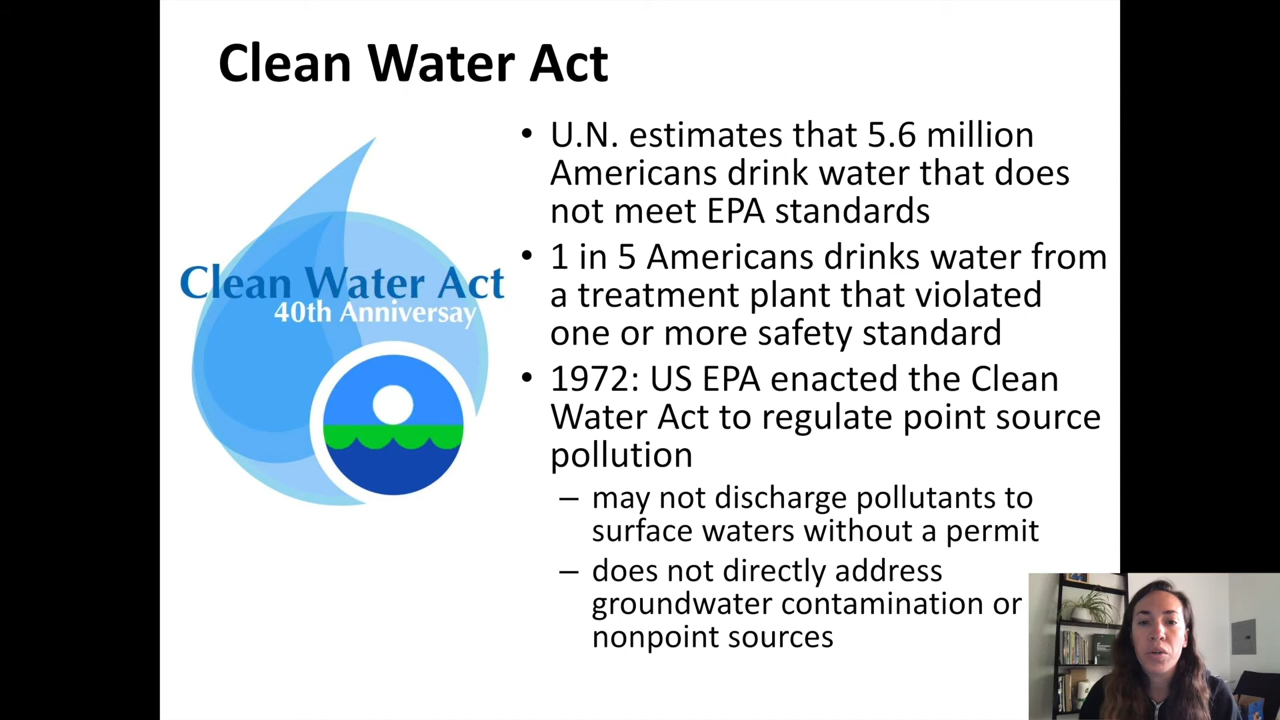 Clean Water Act
Clean Water Act
40th Anniversay
• U.N. estimates that 5.6 million
Americans drink water that does
not meet EPA standards
• 1 in 5 Americans drinks water from
a treatment plant that violated
one or more safety standard
• 1972: US EPA enacted the Clean
Water Act to regulate point source
pollution
– may not discharge pollutants to
surface waters without a permit
– does not directly address
groundwater contamination or
nonpoint sources